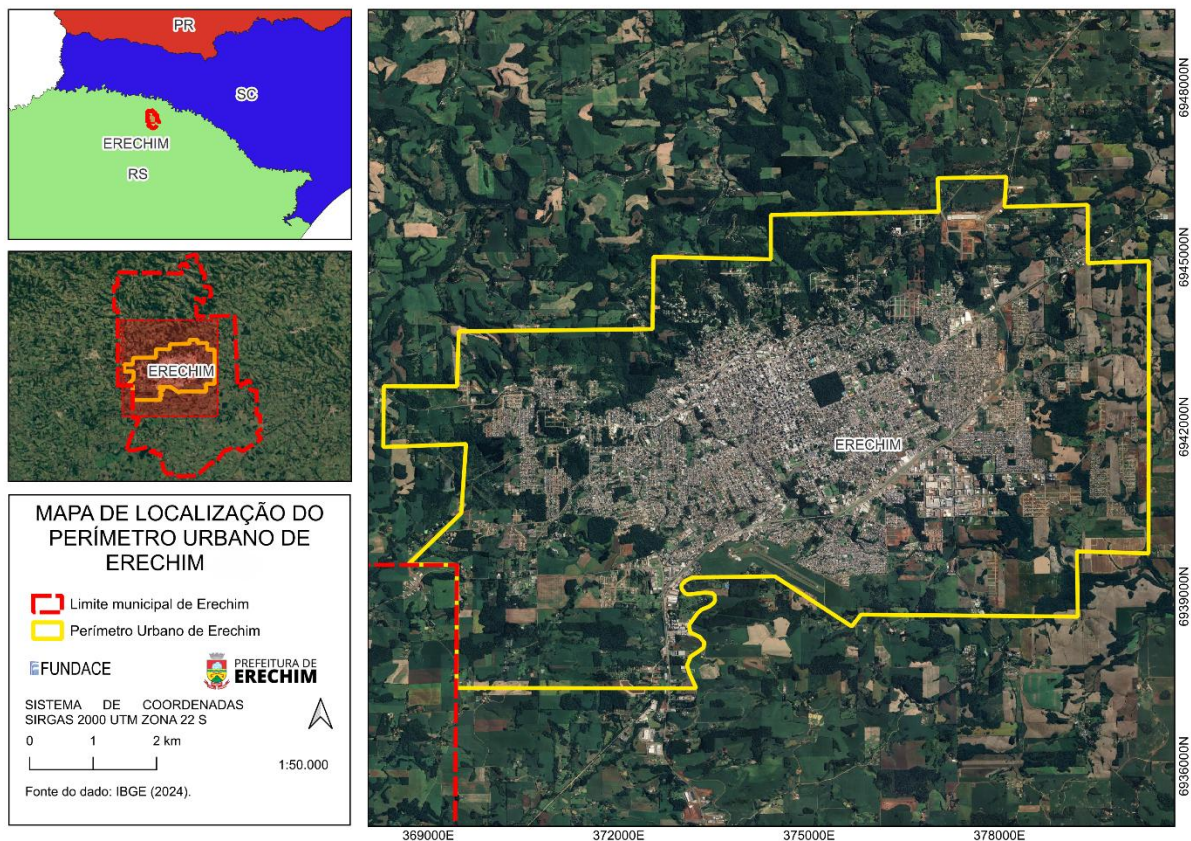 PR
SC
ERECHIM
RS
ERECHIM
MAPA DE LOCALIZAÇÃO DO
PERÍMETRO URBANO DE
ERECHIM
Limite municipal de Erechim
Perímetro Urbano de Erechim
FUNDACE
PREFEITURA DE
ERECHIM
SISTEMA DE COORDENADAS
SIRGAS 2000 UTM ZONA 22 S
0 1 2 km
1:50.000
Fonte do dado: IBGE (2024).
ERECHIM
6948000N
6945000N
6942000N
6939000N
6936000N
369000E 372000E 375000E 378000E